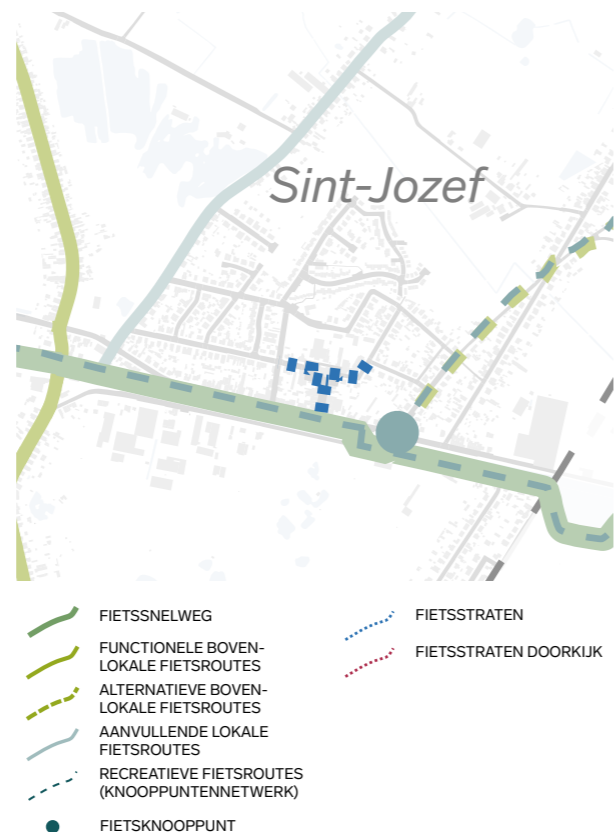 Sint-Jozef
FIETSSNELWEG
FUNCTIONELE BOVEN-
LOKALE FIETSROUTES
ALTERNATIEVE BOVEN-
LOKALE FIETSROUTES
AANVULLENDE LOKALE
FIETSROUTES
RECREATIEVE FIETSROUTES
(KNOOPPUNTENNETWERK)
FIETSKNOOPPUNT
FIETSSTRATEN
FIETSSTRATEN DOORKIJK